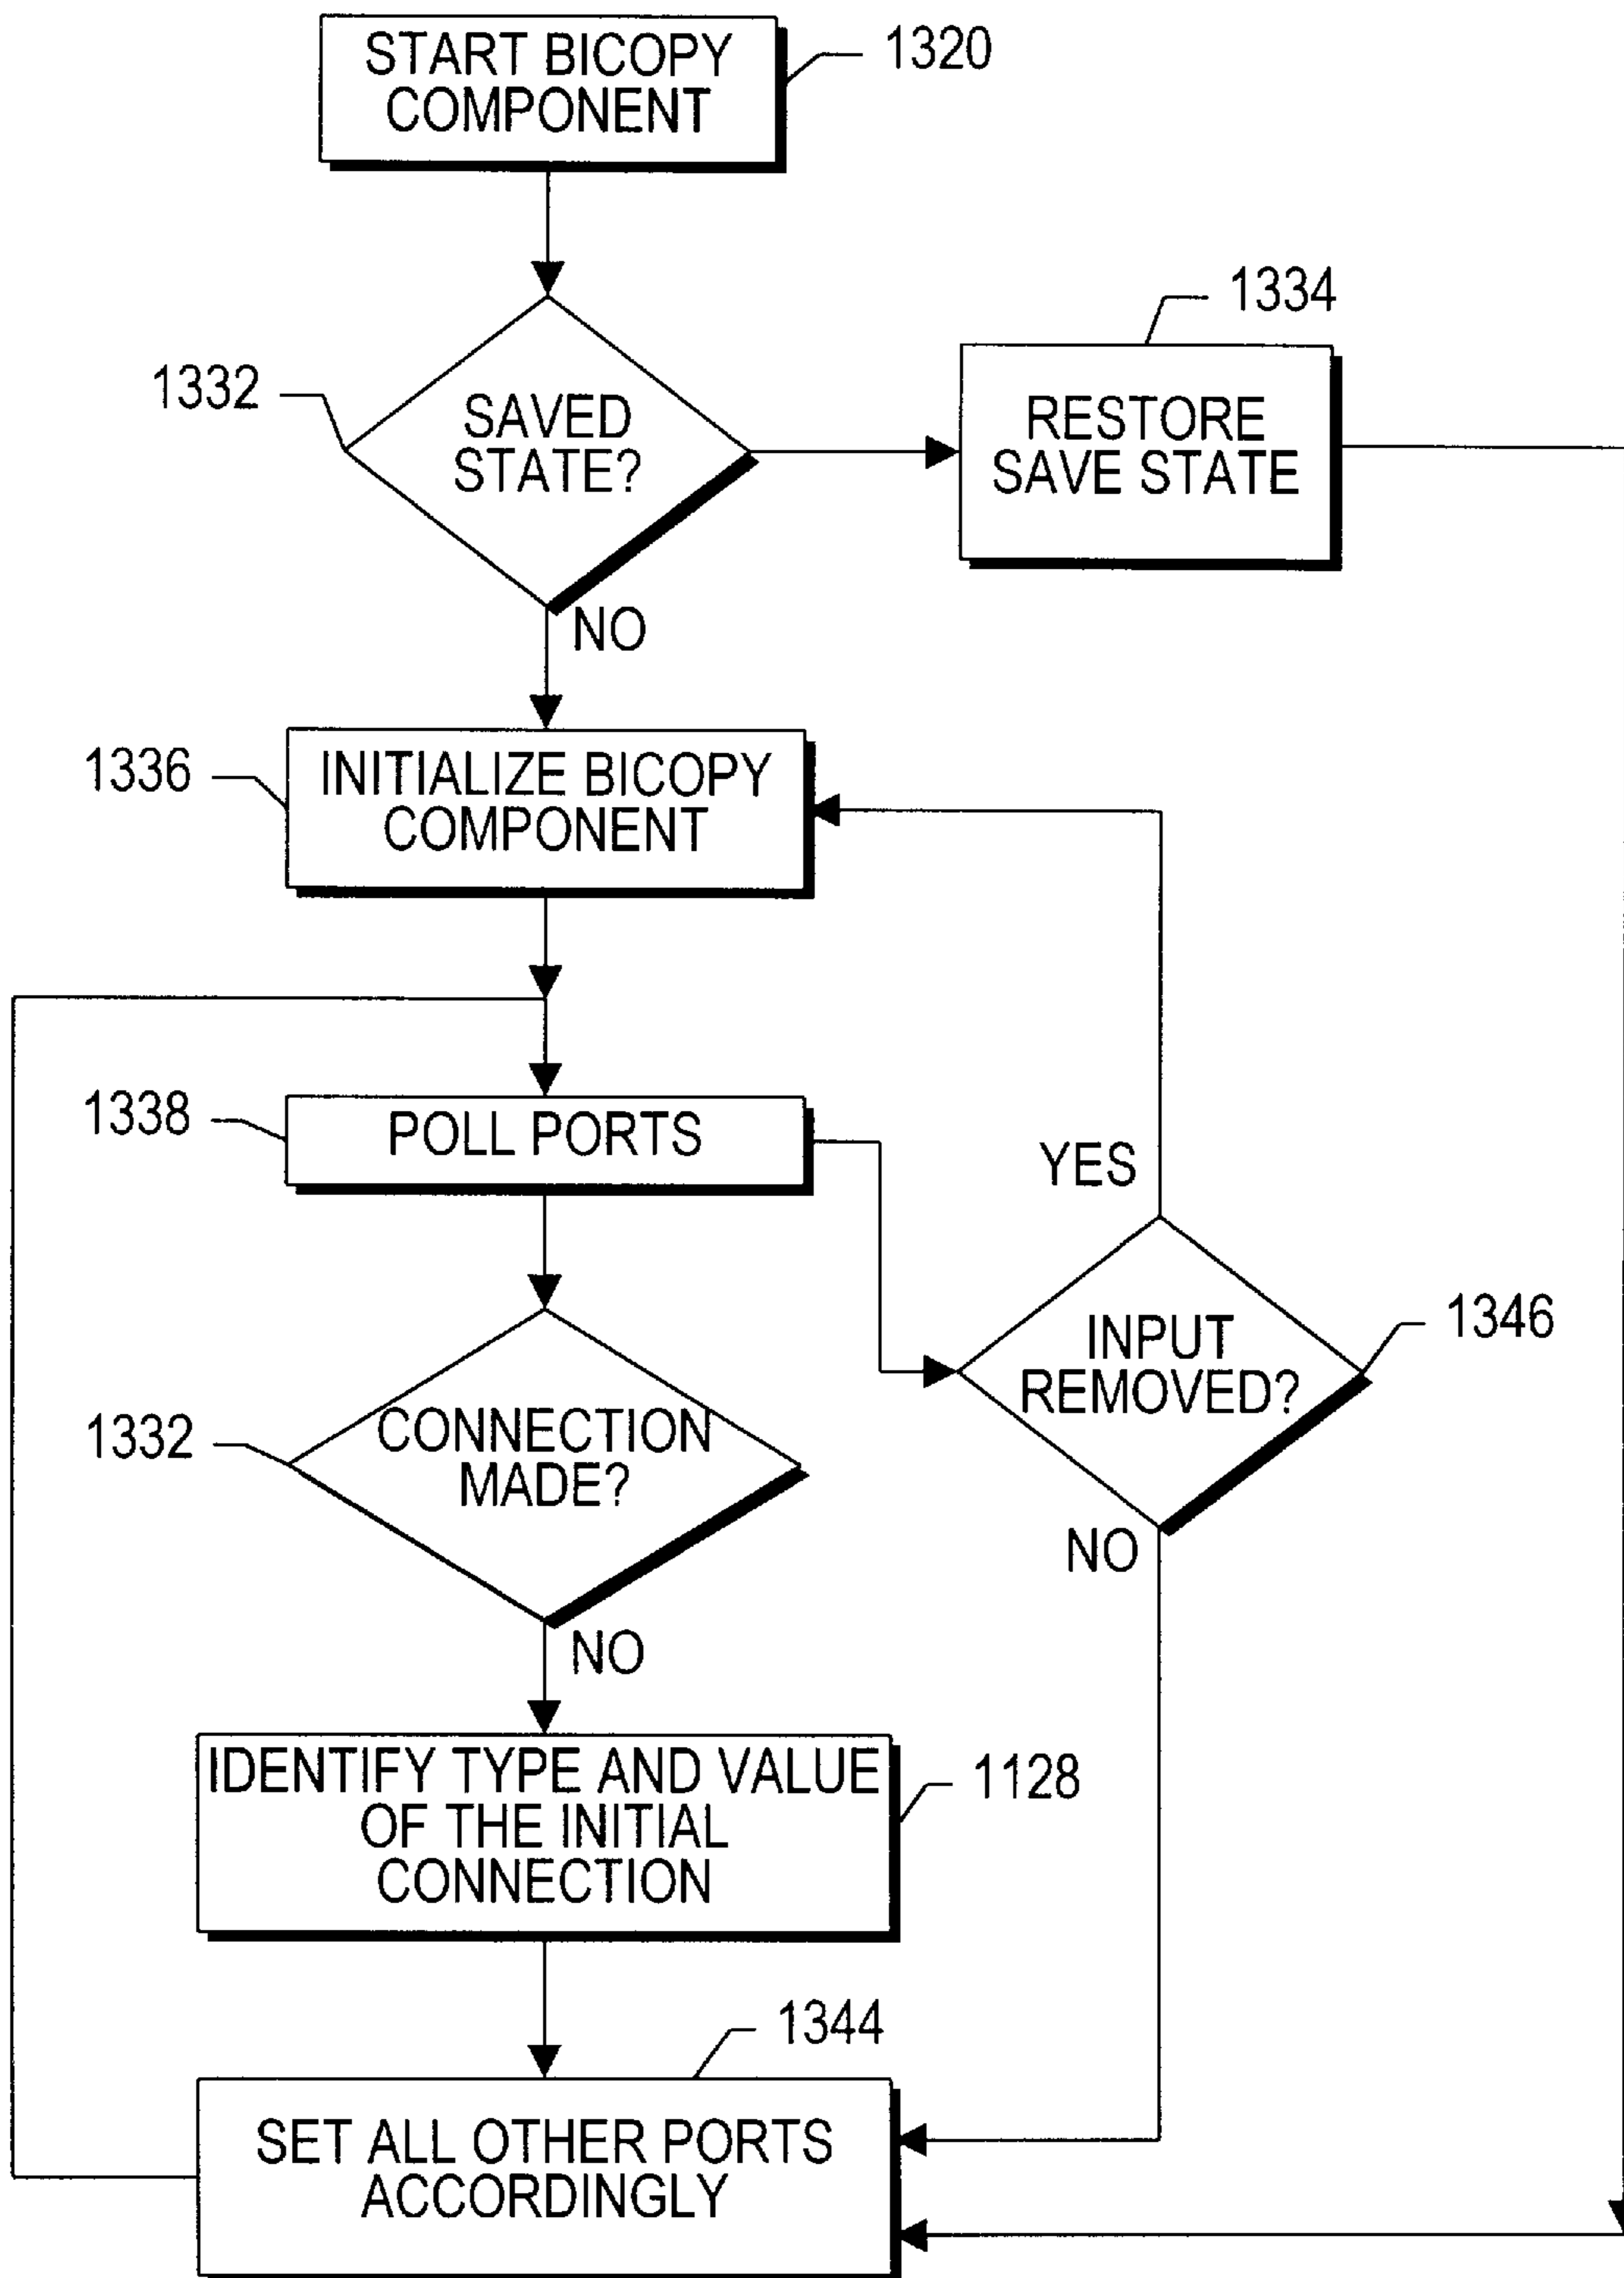 START BICOPY
COMPONENT
1320
1334
1332
SAVED
STATE?
RESTORE
SAVE STATE
NO
1336
INITIALIZE BICOPY
COMPONENT
1338
POLL PORTS
YES
1346
INPUT
REMOVED?
1332
CONNECTION
MADE?
NO
NO
IDENTIFY TYPE AND VALUE
OF THE INITIAL
CONNECTION
1128
1344
SET ALL OTHER PORTS
ACCORDINGLY